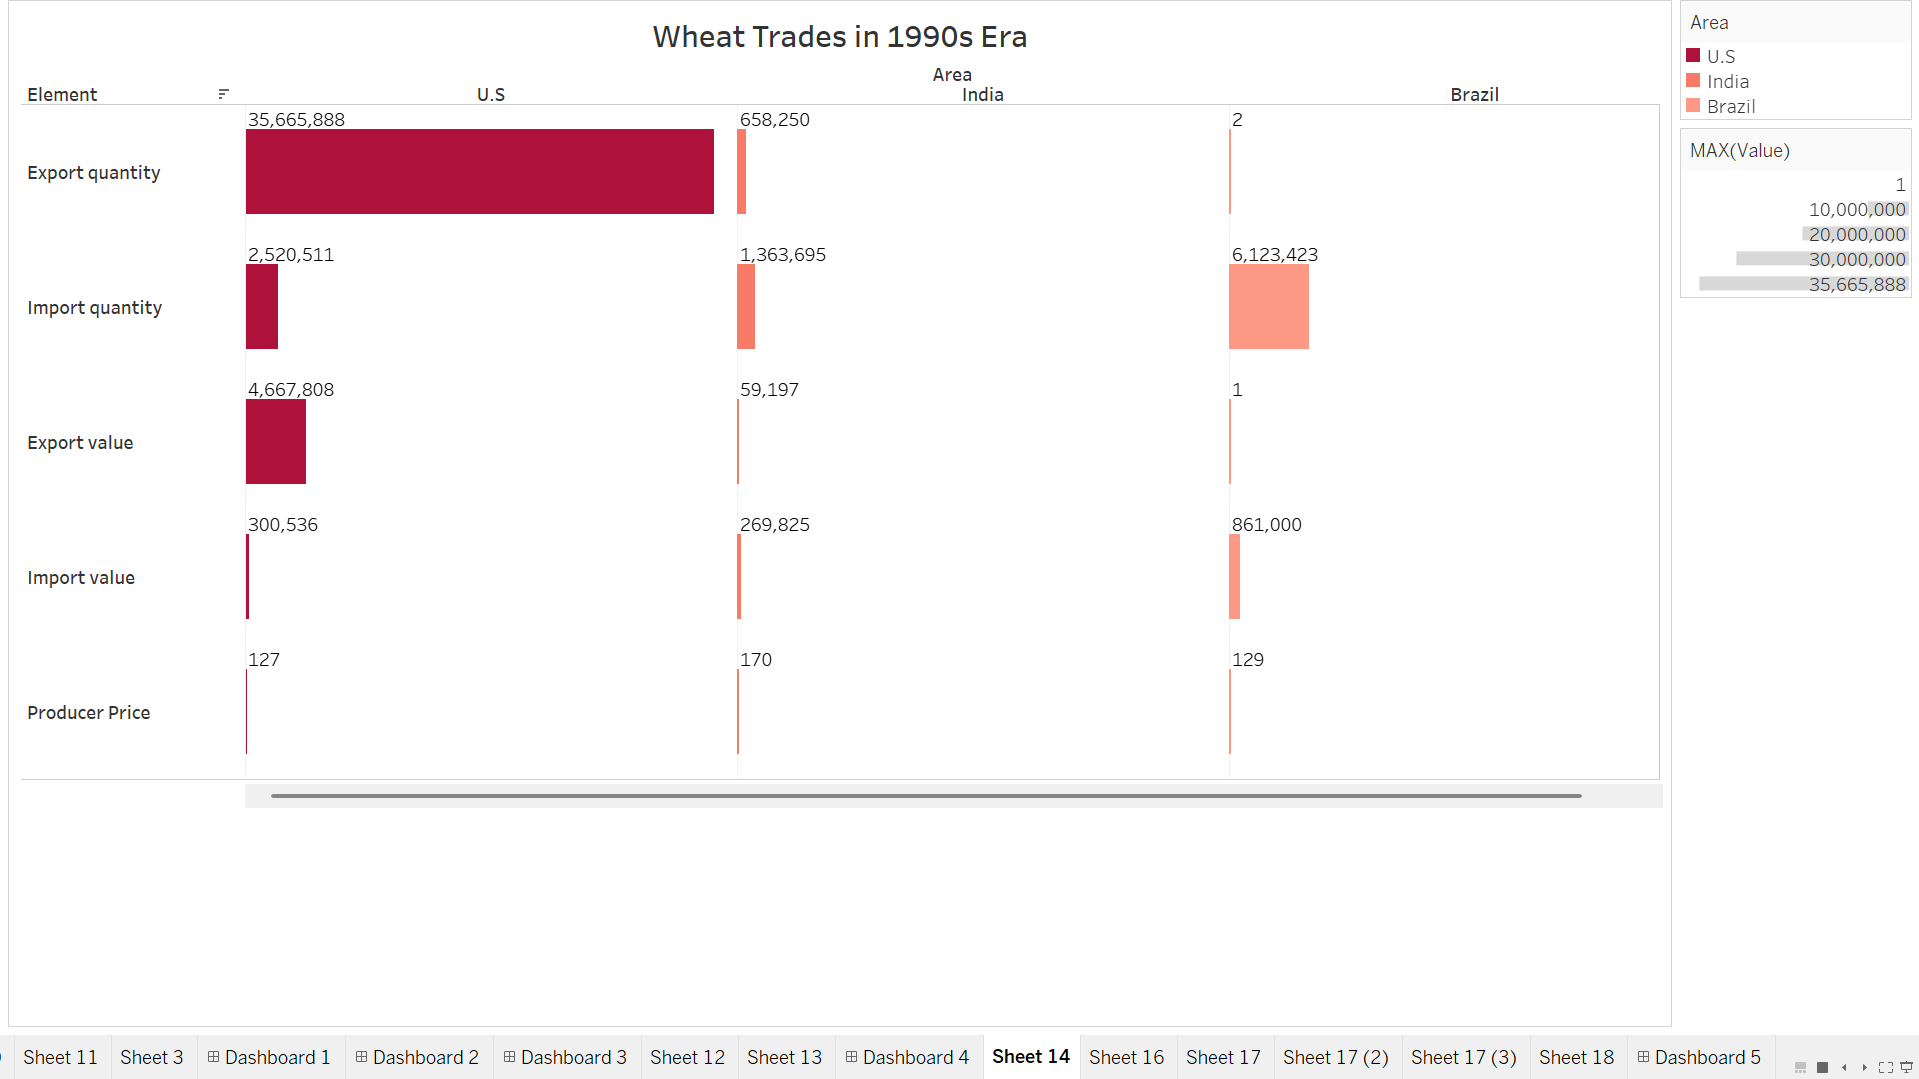 Wheat Trades in 1990s Era
Area
Element U.S India Brazil
35,665,888 658,250 2
Export quantity
2,520,511 1,363,695 6,123,423
Import quantity
4,667,808 59,197 1
Export value
300,536 269,825 861,000
Import value
127 170 129
Producer Price
Area
U.S
India
Brazil
MAX(Value)
1
10,000,000
20,000,000
30,000,000
35,665,888
Sheet 11 Sheet 3 Dashboard 1 Dashboard 2 Dashboard 3 Sheet 12 Sheet 13 Dashboard 4 Sheet 14 Sheet 16 Sheet 17 Sheet 17 (2) Sheet 17 (3) Sheet 18 Dashboard 5